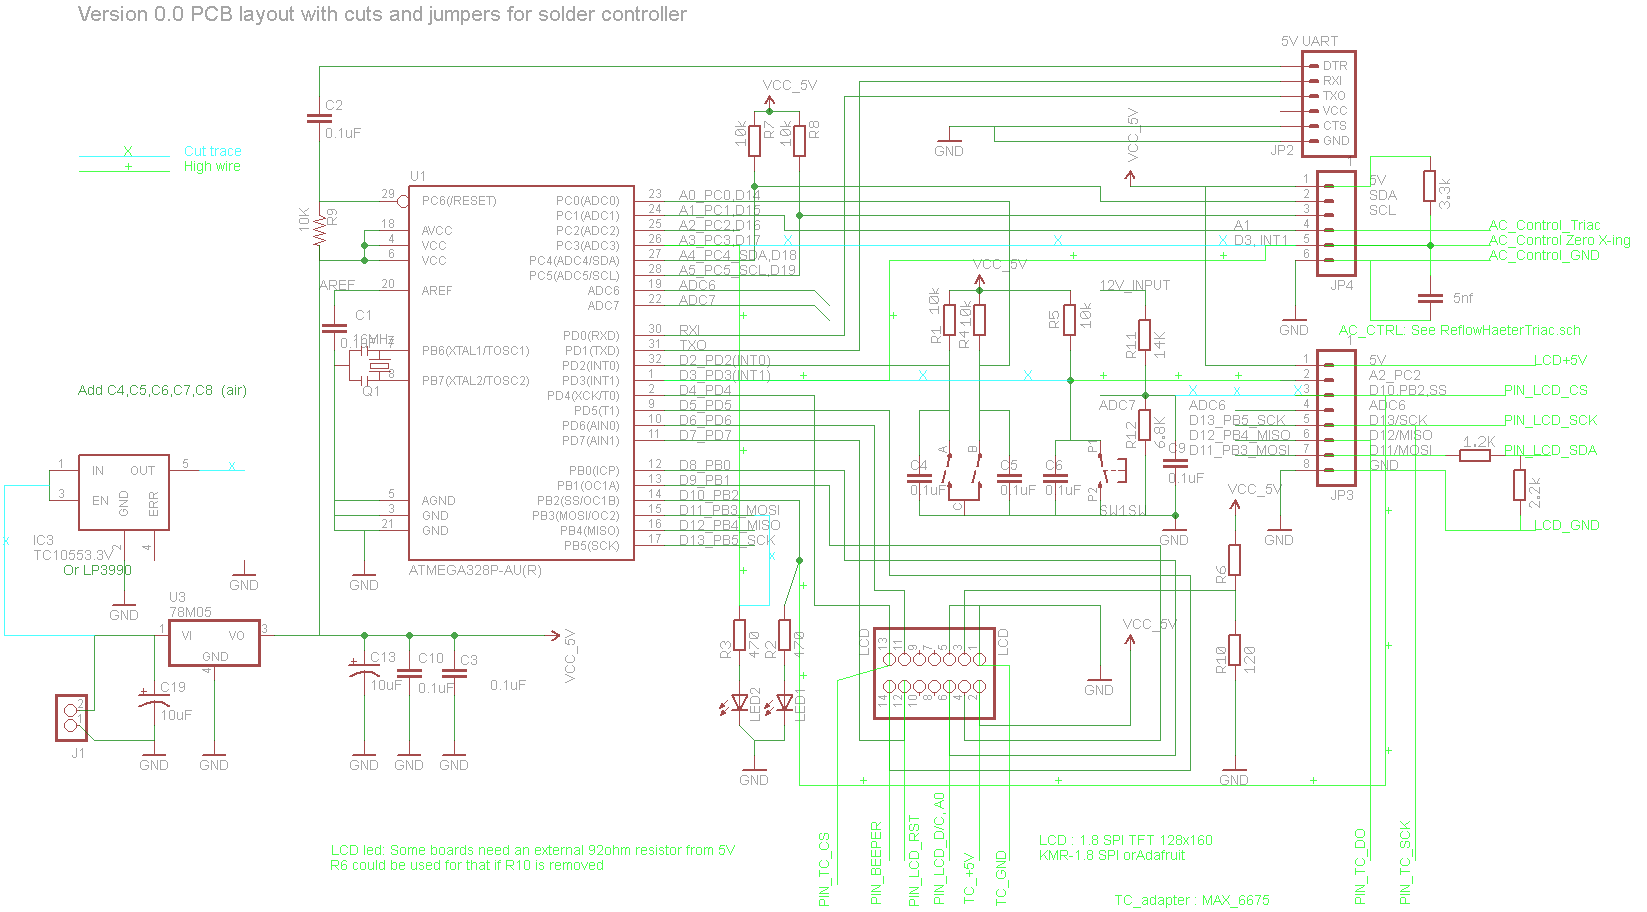 Version 0.0 PCB layout with cuts and jumpers for solder controller
5V UART
DTR
RXI
TXO
VCC
CTS
GND
JP2
Cut trace
High wire
C2
0.1uF
VCC_5V
10k
R7
10k
R8
GND
VCC_5V
U1
29
PC6(/RESET)
18
AVCC
4
VCC
6
VCC
20
AREF
7
PB6(XTAL1/TOSC1)
8
PB7(XTAL2/TOSC2)
5
AGND
3
GND
21
GND
PC0(ADC0)
PC1(ADC1)
PC2(ADC2)
PC3(ADC3)
PC4(ADC4/SDA)
PC5(ADC5/SCL)
ADC6
ADC7
PD0(RXD)
PD1(TXD)
PD2(INT0)
PD3(INT1)
PD4(XCK/T0)
PD5(T1)
PD6(AIN0)
PD7(AIN1)
PB0(ICP)
PB1(OC1A)
PB2(SS/OC1B)
PB3(MOSI/OC2)
PB4(MISO)
PB5(SCK)
ATMEGA328P-AU(R)
23 A0_PC0,D14
24 A1_PC1,D15
25 A2_PC2,D16
26 A3_PC3,D17
27 A4_PC4_SDA,D18
28 A5_PC5_SCL,D19
19 ADC6
22 ADC7
30 RXI
31 TXO
32 D2_PD2(INT0)
1 D3_PD3(INT1)
2 D4_PD4
9 D5_PD5
10 D6_PD6
11 D7_PD7
12 D8_PB0
13 D9_PB1
14 D10_PB2
15 D11_PB3_MOSI
16 D12_PB4_MISO
17 D13_PB5_SCK
10K
R9
AREF
C1
16MHz
Q1
GND
1
2
3
4
5
6
5V
SDA
SCL
A1
D3, INT1
JP4
GND
3.3k
AC_Control_Triac
AC_Control Zero X-ing
AC_Control_GND
5nf
AC_CTRL: See ReflowHaeterTriac.sch
VCC_5V
R1
10k
R4
10k
R5
10k
12V_INPUT
R11
14K
ADC7
R12
6.8K
A
B
C
C4
0.1uF
C5
0.1uF
C6
0.1uF
P1
P2
C9
0.1uF
GND
1
2
3
4
5
6
7
8
5V
A2_PC2
D10.PB2,SS
ADC6
D13/SCK
D12/MISO
D11/MOSI
GND
ADC6
D13_PB5_SCK
D12_PB4_MISO
D11_PB3_MOSI
JP3
GND
LCD+5V
PIN_LCD_CS
PIN_LCD_SCK
PIN_LCD_SDA
LCD_GND
1.2K
2.2k
VCC_5V
R6
R10
120
GND
Add C4,C5,C6,C7,C8 (air)
1
IN
OUT
5
3
EN
GND
ERR
2
4
IC3
TC10553.3V
Or LP3990
GND
GND
U3
78M05
1
VI
VO
3
GND
4
C19
10uF
2
1
J1
GND
GND
C13
10uF
C10
0.1uF
C3
0.1uF
GND
GND
GND
VCC_5V
R3
470
R2
470
LED2
LED1
GND
LCD
LCD
13
11
9
7
5
3
1
14
12
10
8
6
4
2
GND
VCC_5V
PIN_TC_CS
PIN_BEEPER
PIN_LCD_RST
PIN_LCD_D/C,A0
TC_+5V
TC_GND
PIN_TC_DO
PIN_TC_SCK
LCD led: Some boards need an external 92ohm resistor from 5V
R6 could be used for that if R10 is removed
LCD : 1.8 SPI TFT 128x160
KMR-1.8 SPI orAdafruit
TC_adapter : MAX_6675